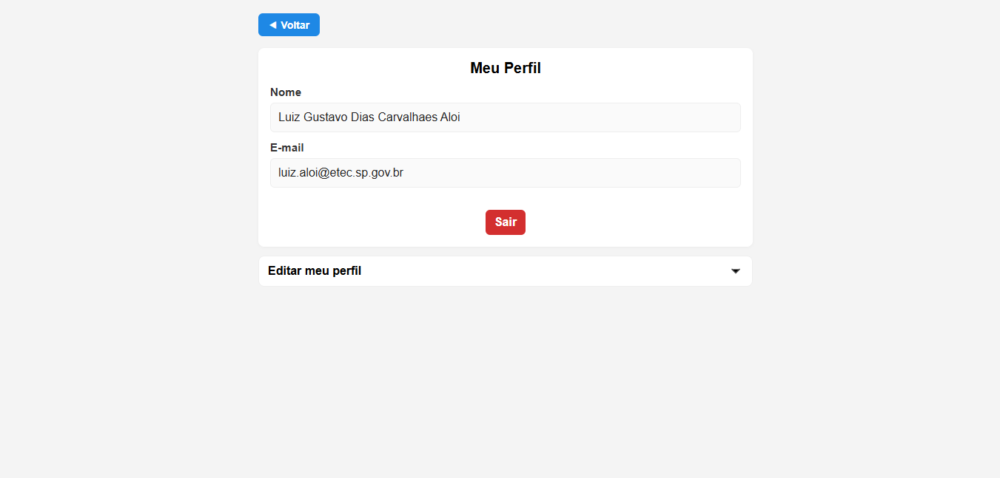 ◀ Voltar
Meu Perfil
Nome
Luiz Gustavo Dias Carvalhaes Aloi
E-mail
luiz.aloi@etec.sp.gov.br
Sair
Editar meu perfil